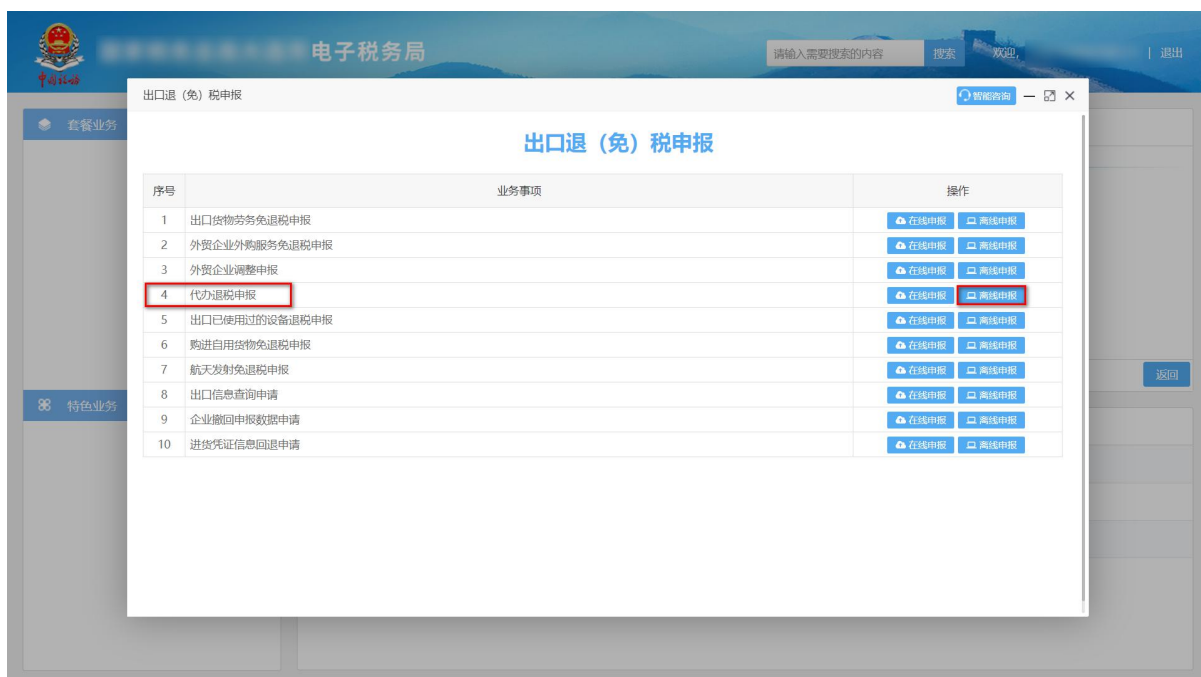 电子税务局
请输入需要搜索的内容 搜索 欢迎, | 退出
中国税务
套餐业务
出口退（免）税申报 智能咨询
出口退（免）税申报
序号 业务事项 操作
1 出口货物劳务免退税申报 在线申报 离线申报
2 外贸企业外购服务免退税申报 在线申报 离线申报
3 外贸企业调整申报 在线申报 离线申报
4 代办退税申报 在线申报 离线申报
5 出口已使用过的设备退税申报 在线申报 离线申报
6 购进自用货物免退税申报 在线申报 离线申报
7 航天发射免退税申报 在线申报 离线申报
8 出口信息查询申请 在线申报 离线申报
9 企业撤回申报数据申请 在线申报 离线申报
10 进货凭证信息回退申请 在线申报 离线申报
返回
特色业务